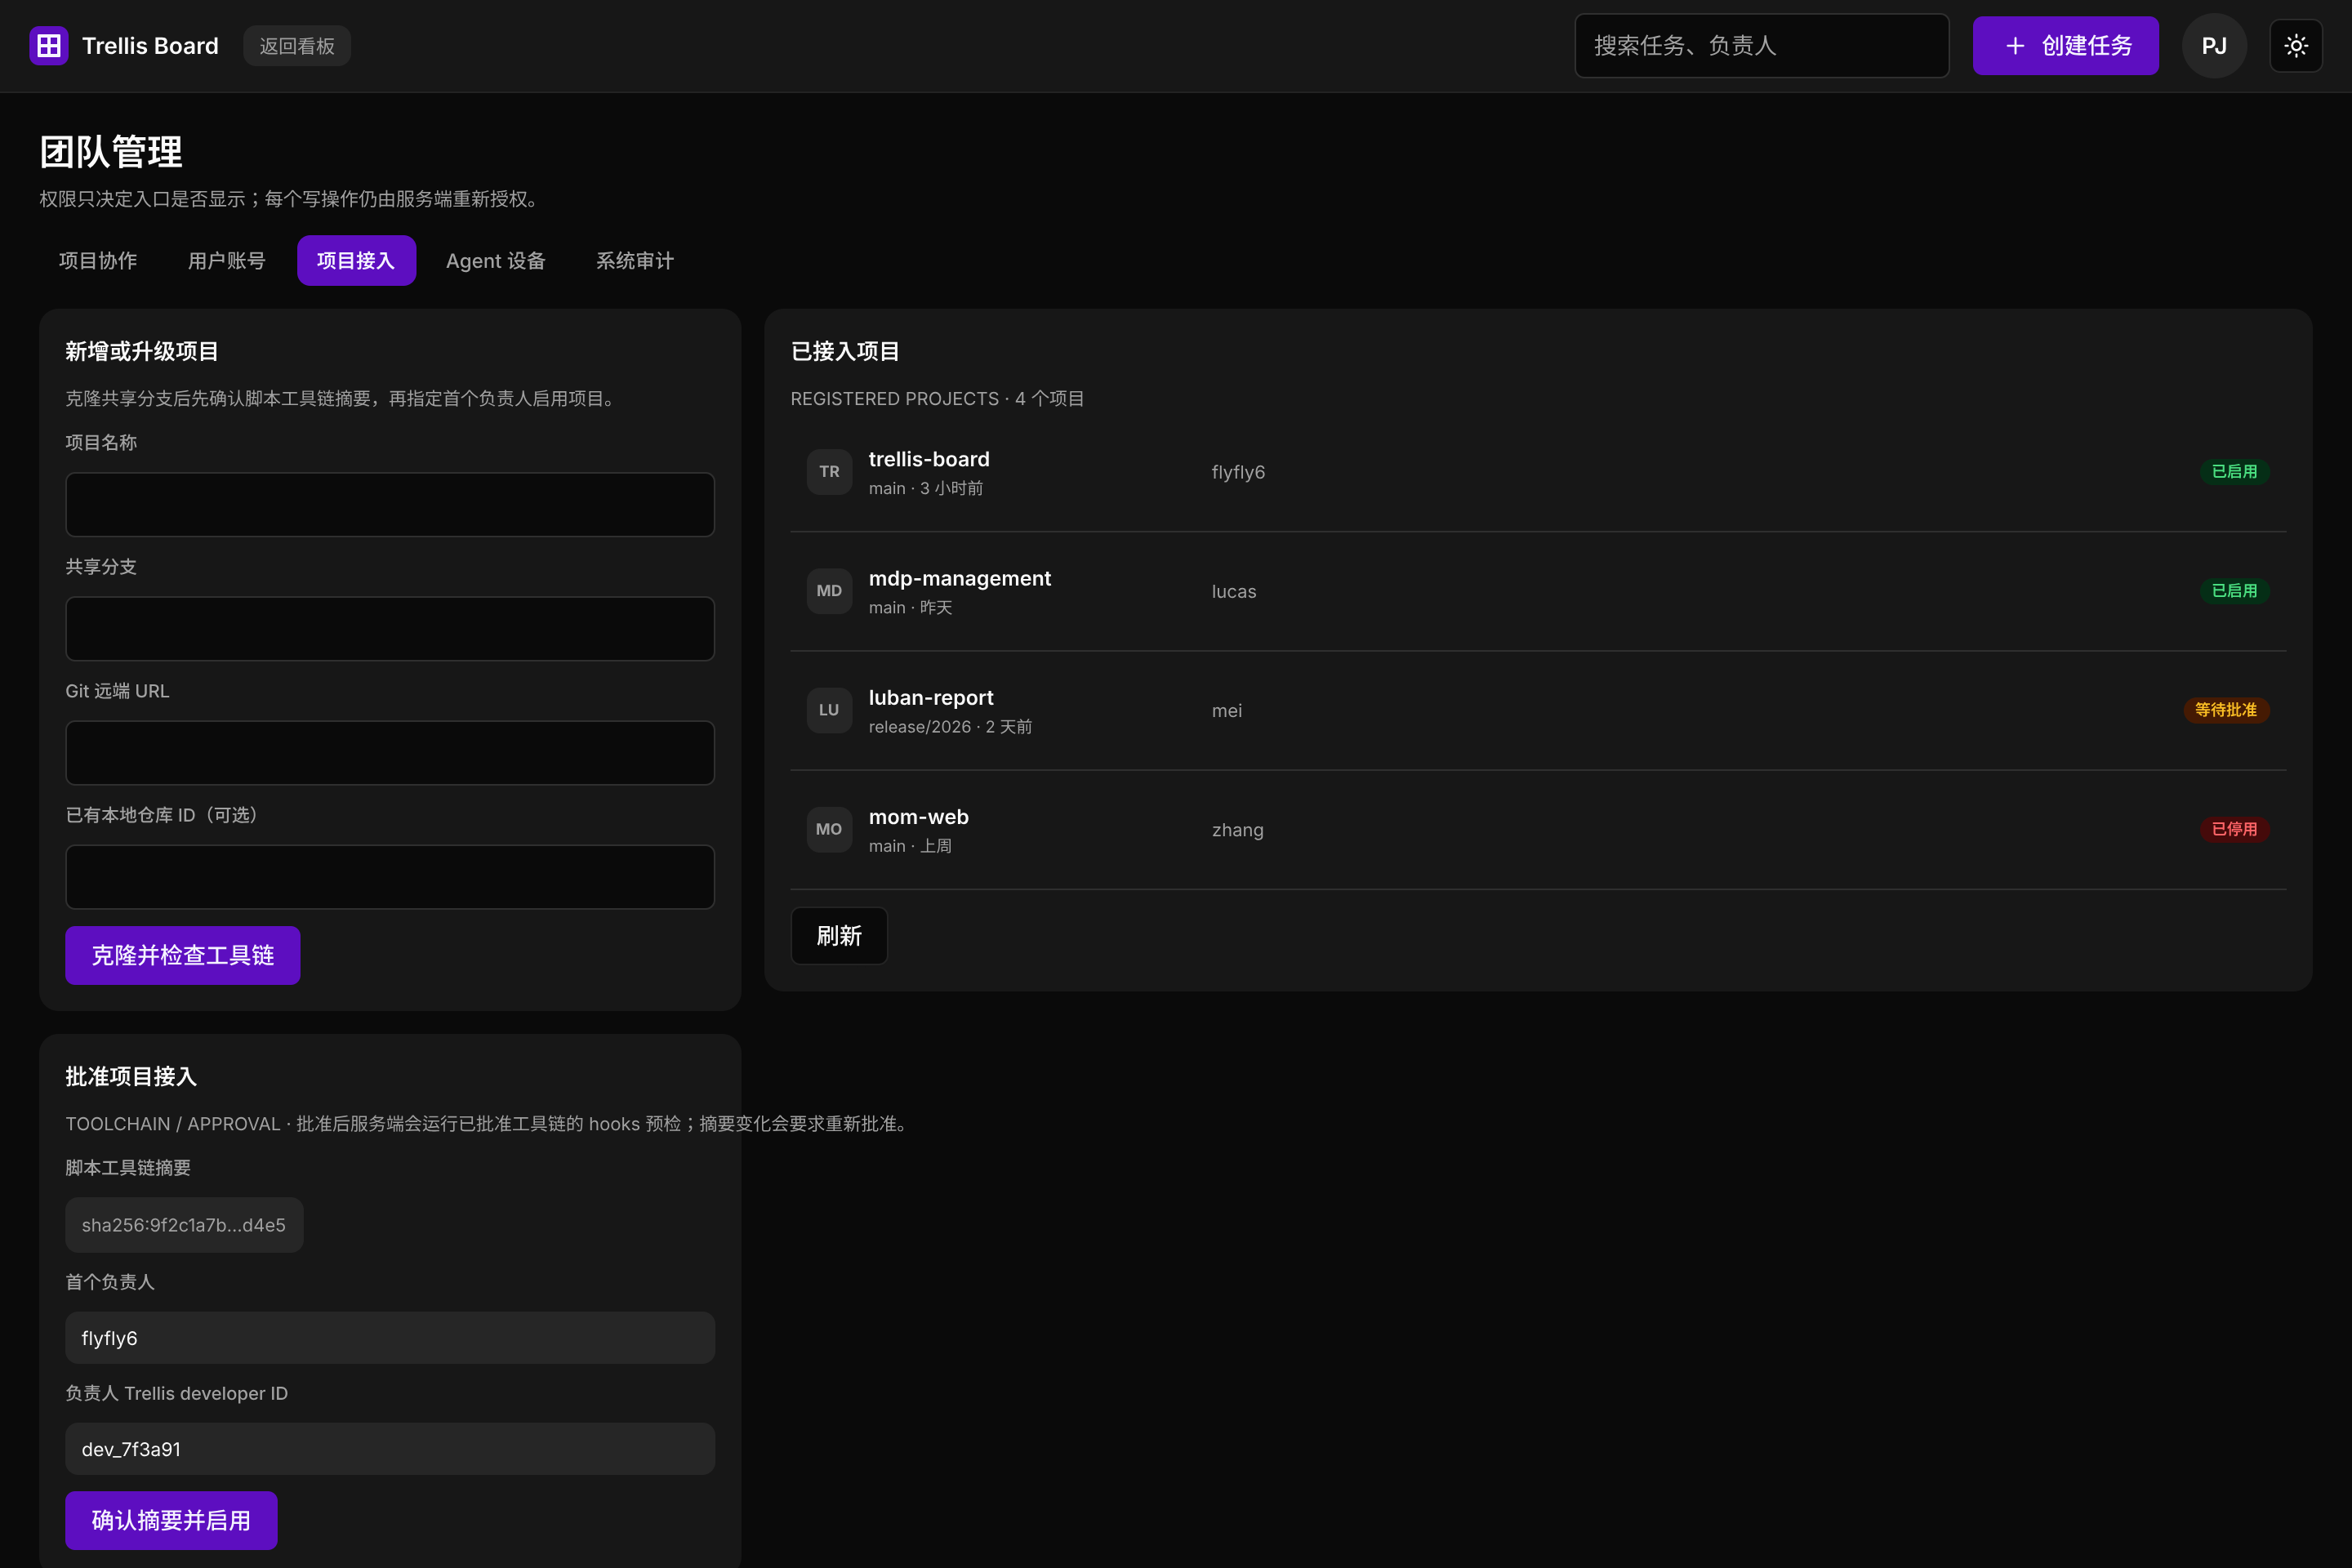 Trellis Board
返回看板
搜索任务、负责人
创建任务
PJ
团队管理
权限只决定入口是否显示；每个写操作仍由服务端重新授权。
项目协作
用户账号
项目接入
Agent 设备
系统审计
新增或升级项目
克隆共享分支后先确认脚本工具链摘要，再指定首个负责人启用项目。
项目名称
共享分支
Git 远端 URL
已有本地仓库 ID（可选）
克隆并检查工具链
已接入项目
REGISTERED PROJECTS · 4 个项目
TR
trellis-board
main · 3 小时前
flyfly6
已启用
MD
mdp-management
main · 昨天
lucas
已启用
LU
luban-report
release/2026 · 2 天前
mei
等待批准
MO
mom-web
main · 上周
zhang
已停用
刷新
批准项目接入
TOOLCHAIN / APPROVAL · 批准后服务端会运行已批准工具链的 hooks 预检；摘要变化会要求重新批准。
脚本工具链摘要
sha256:9f2c1a7b…d4e5
首个负责人
flyfly6
负责人 Trellis developer ID
dev_7f3a91
确认摘要并启用